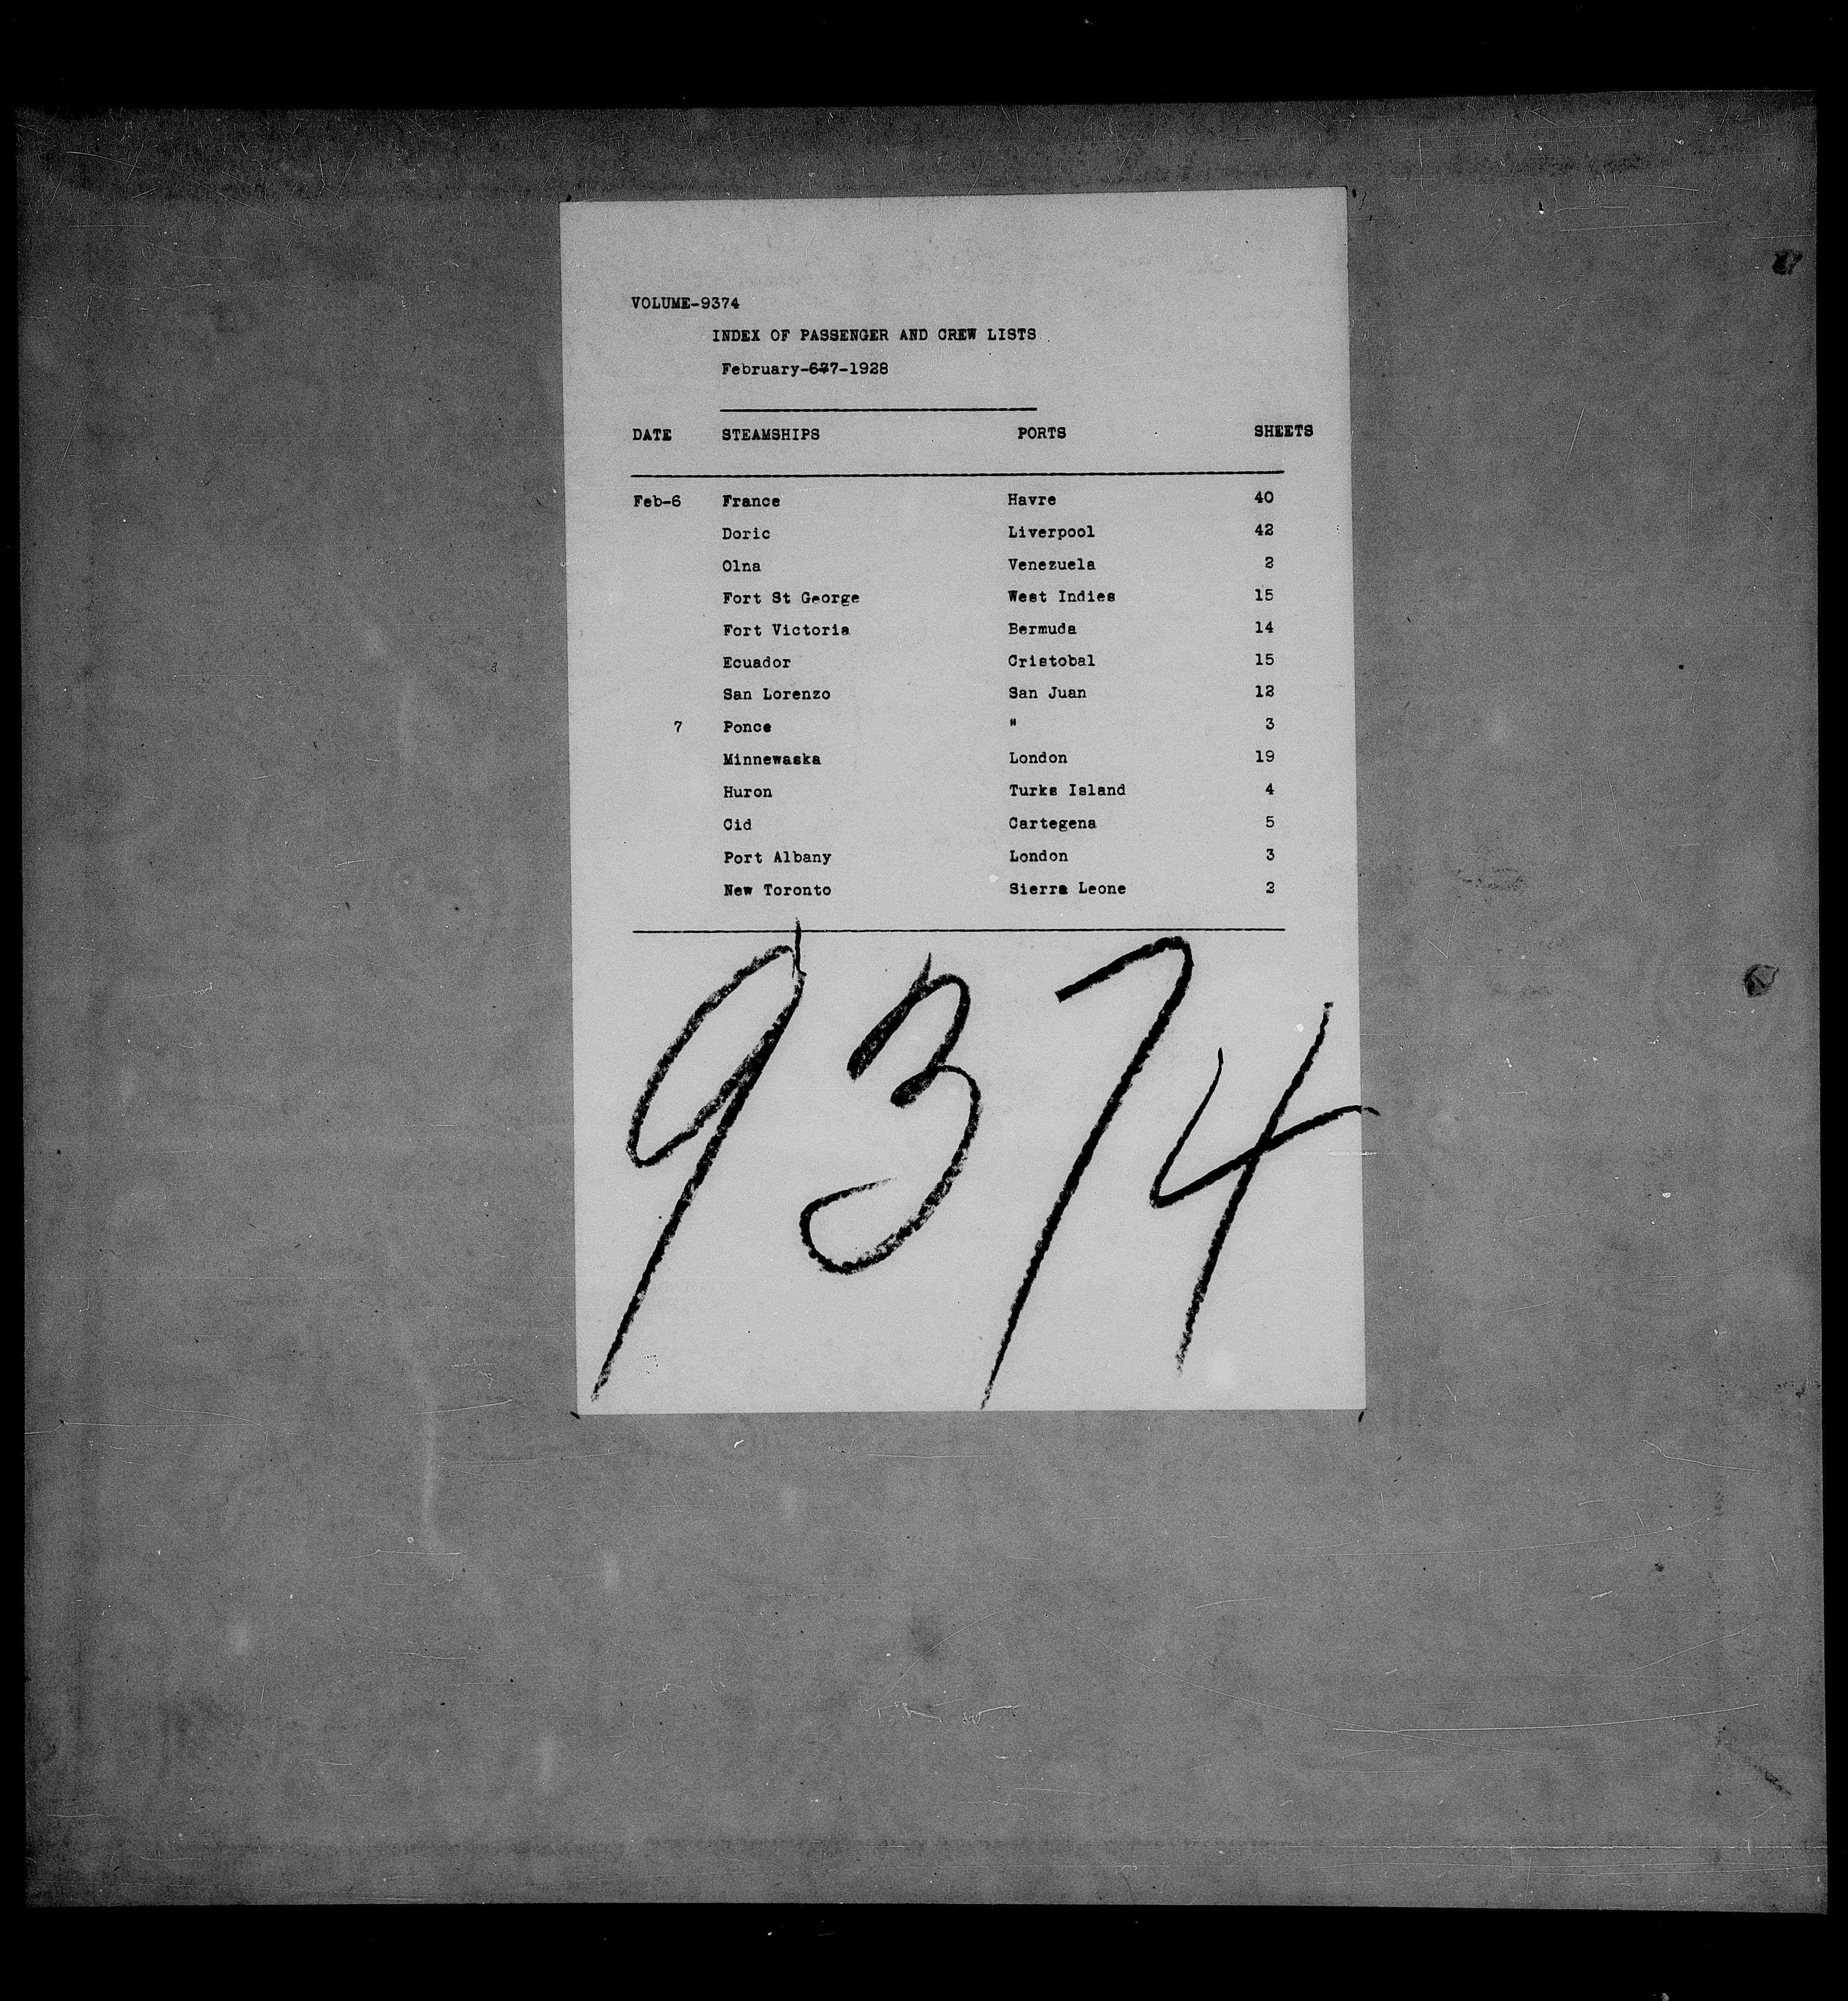 VOLUME-9374
INDEX OF PASSENGER AND CREW LISTS
February-6-7-1928
DATE STEAMSHIPS PORTS SHEETS
Feb-6 France Havre 40
Doric Liverpool 42
Olna Venezuela 2
Fort St George West Indies 15
Fort Victoria Bermuda 14
Ecuador Cristobal 15
San Lorenzo San Juan 12
7 Ponce " 3
Minnewaska London 19
Huron Turks Island 4
Cid Cartegena 5
Port Albany London 3
New Toronto Sierra Leone 2
9374